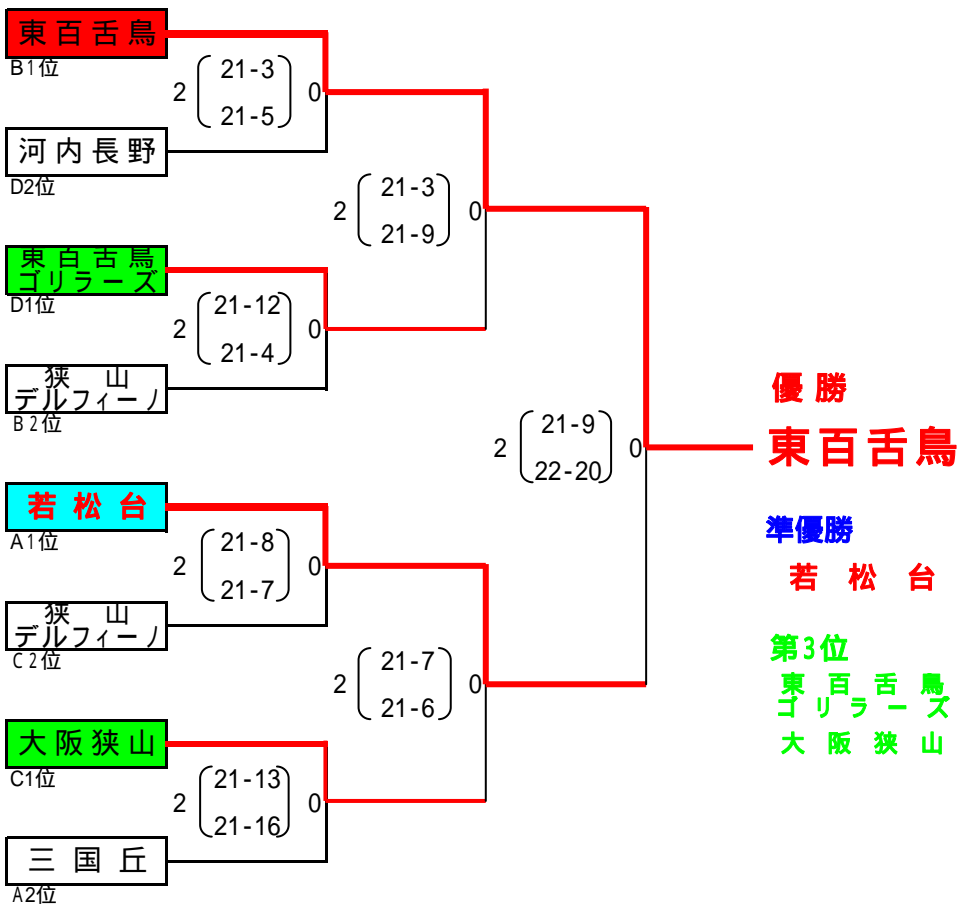 東百舌鳥
B1位
2 21-3 0
21-5
河内長野
D2位
2 21-3 0
21-9
東百舌鳥
ゴリラーズ
D1位
2 21-12 0
21-4
狭山
デルフィーノ
B2位
2 21-9 0
22-20
優勝
東百舌鳥
若松台
A1位
2 21-8 0
21-7
準優勝
若松台
狭山
デルフィーノ
C2位
2 21-7 0
21-6
第3位
東百舌鳥
ゴリラーズ
大阪狭山
大阪狭山
C1位
2 21-13 0
21-16
三国丘
A2位